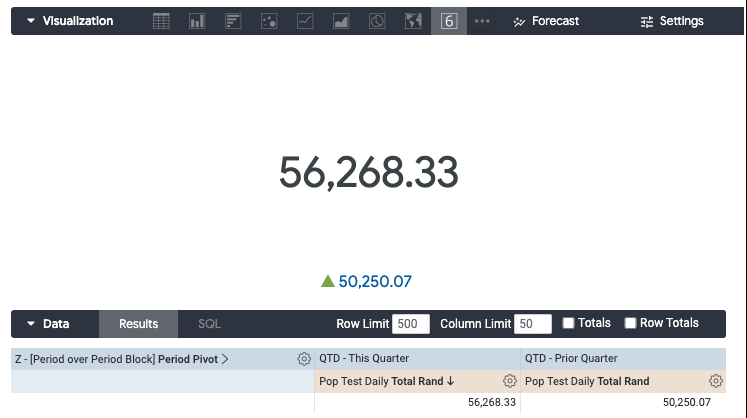 Visualization 6 ... Forecast Settings
56,268.33
50,250.07
Data Results SQL Row Limit 500 Column Limit 50 Totals Row Totals
Z - [Period over Period Block] Period Pivot QTD - This Quarter QTD - Prior Quarter
Pop Test Daily Total Rand ↓ Pop Test Daily Total Rand
56,268.33 50,250.07